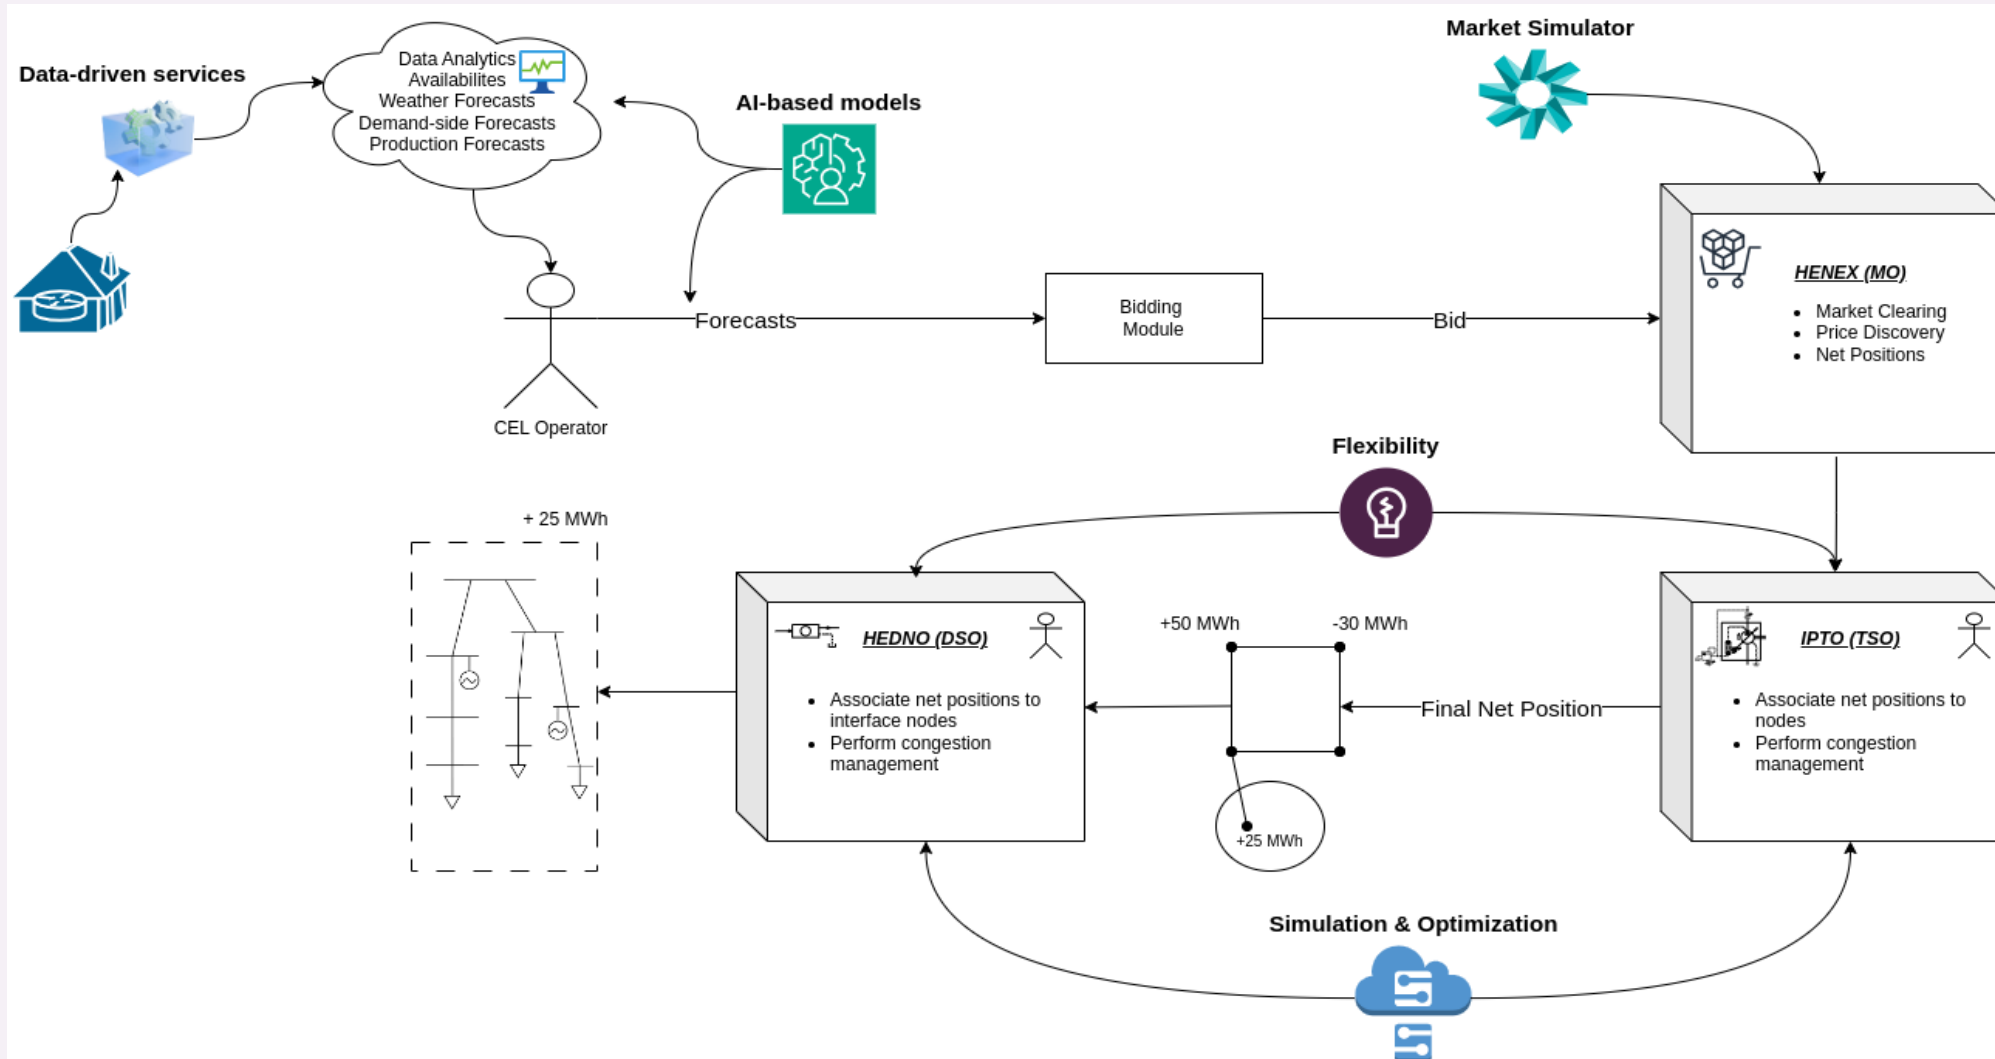 Market Simulator
Data-driven services
Data Analytics
Availabilites
Weather Forecasts
Demand-side Forecasts
Production Forecasts
AI-based models
HENEX (MO)
Market Clearing
Price Discovery
Net Positions
Forecasts
Bidding
Module
Bid
CEL Operator
Flexibility
+ 25 MWh
HEDNO (DSO)
Associate net positions to
interface nodes
Perform congestion
management
+50 MWh
-30 MWh
Final Net Position
+25 MWh
IPTO (TSO)
Associate net positions to
nodes
Perform congestion
management
Simulation & Optimization